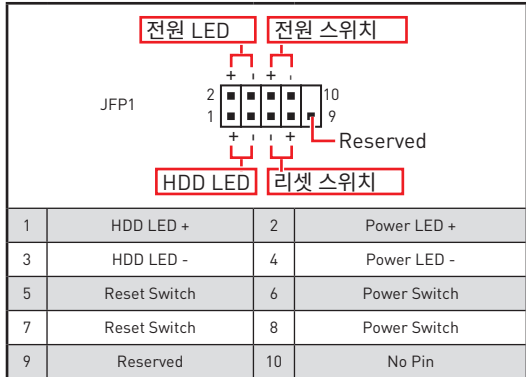 전원 LED 전원 스위치
+ - + -
JFP1
2 10
1 9
+ - - +
Reserved
HDD LED 리셋 스위치
1 HDD LED + 2 Power LED +
3 HDD LED - 4 Power LED -
5 Reset Switch 6 Power Switch
7 Reset Switch 8 Power Switch
9 Reserved 10 No Pin